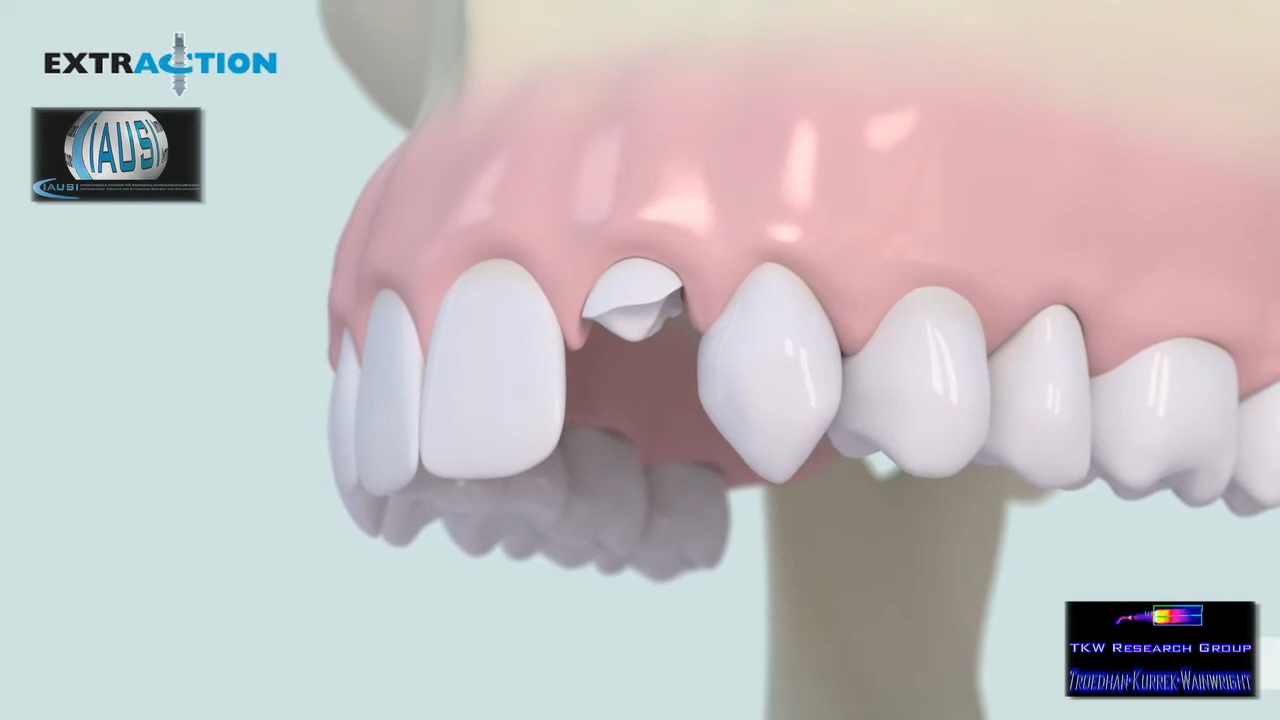 EXTRACTION
IAUSI
IAUSI
TKW RESEARCH GROUP
TROEDHAN·KURREK·WAINWRIGHT